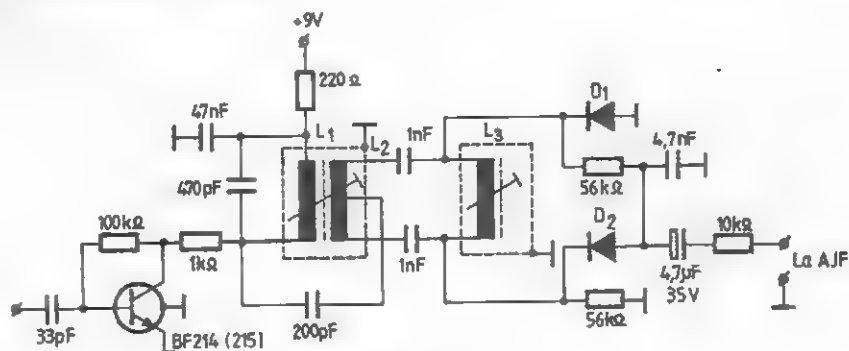 +9V
220Ω
47nF
L1
L2
1nF
L3
D1
4,7nF
470pF
56kΩ
100kΩ
D2
10kΩ
1kΩ
1nF
La AJF
4,7µF
35V
33pF
200pF
56kΩ
BF214 (215)